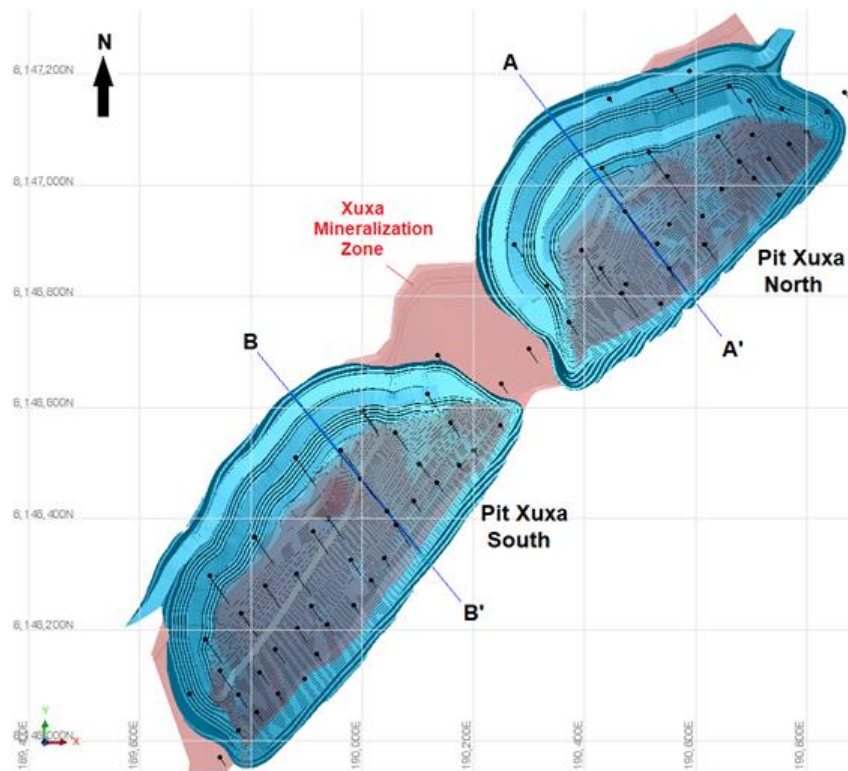 N
A
8,147,200N
8,147,000N
Xuxa
Mineralization
Zone
Pit Xuxa
North
8,146,800N
B
A'
8,146,600N
Pit Xuxa
South
8,146,400N
B'
8,146,200N
Y
X
189,600E
190,000E
190,200E
190,400E
190,600E
190,800E